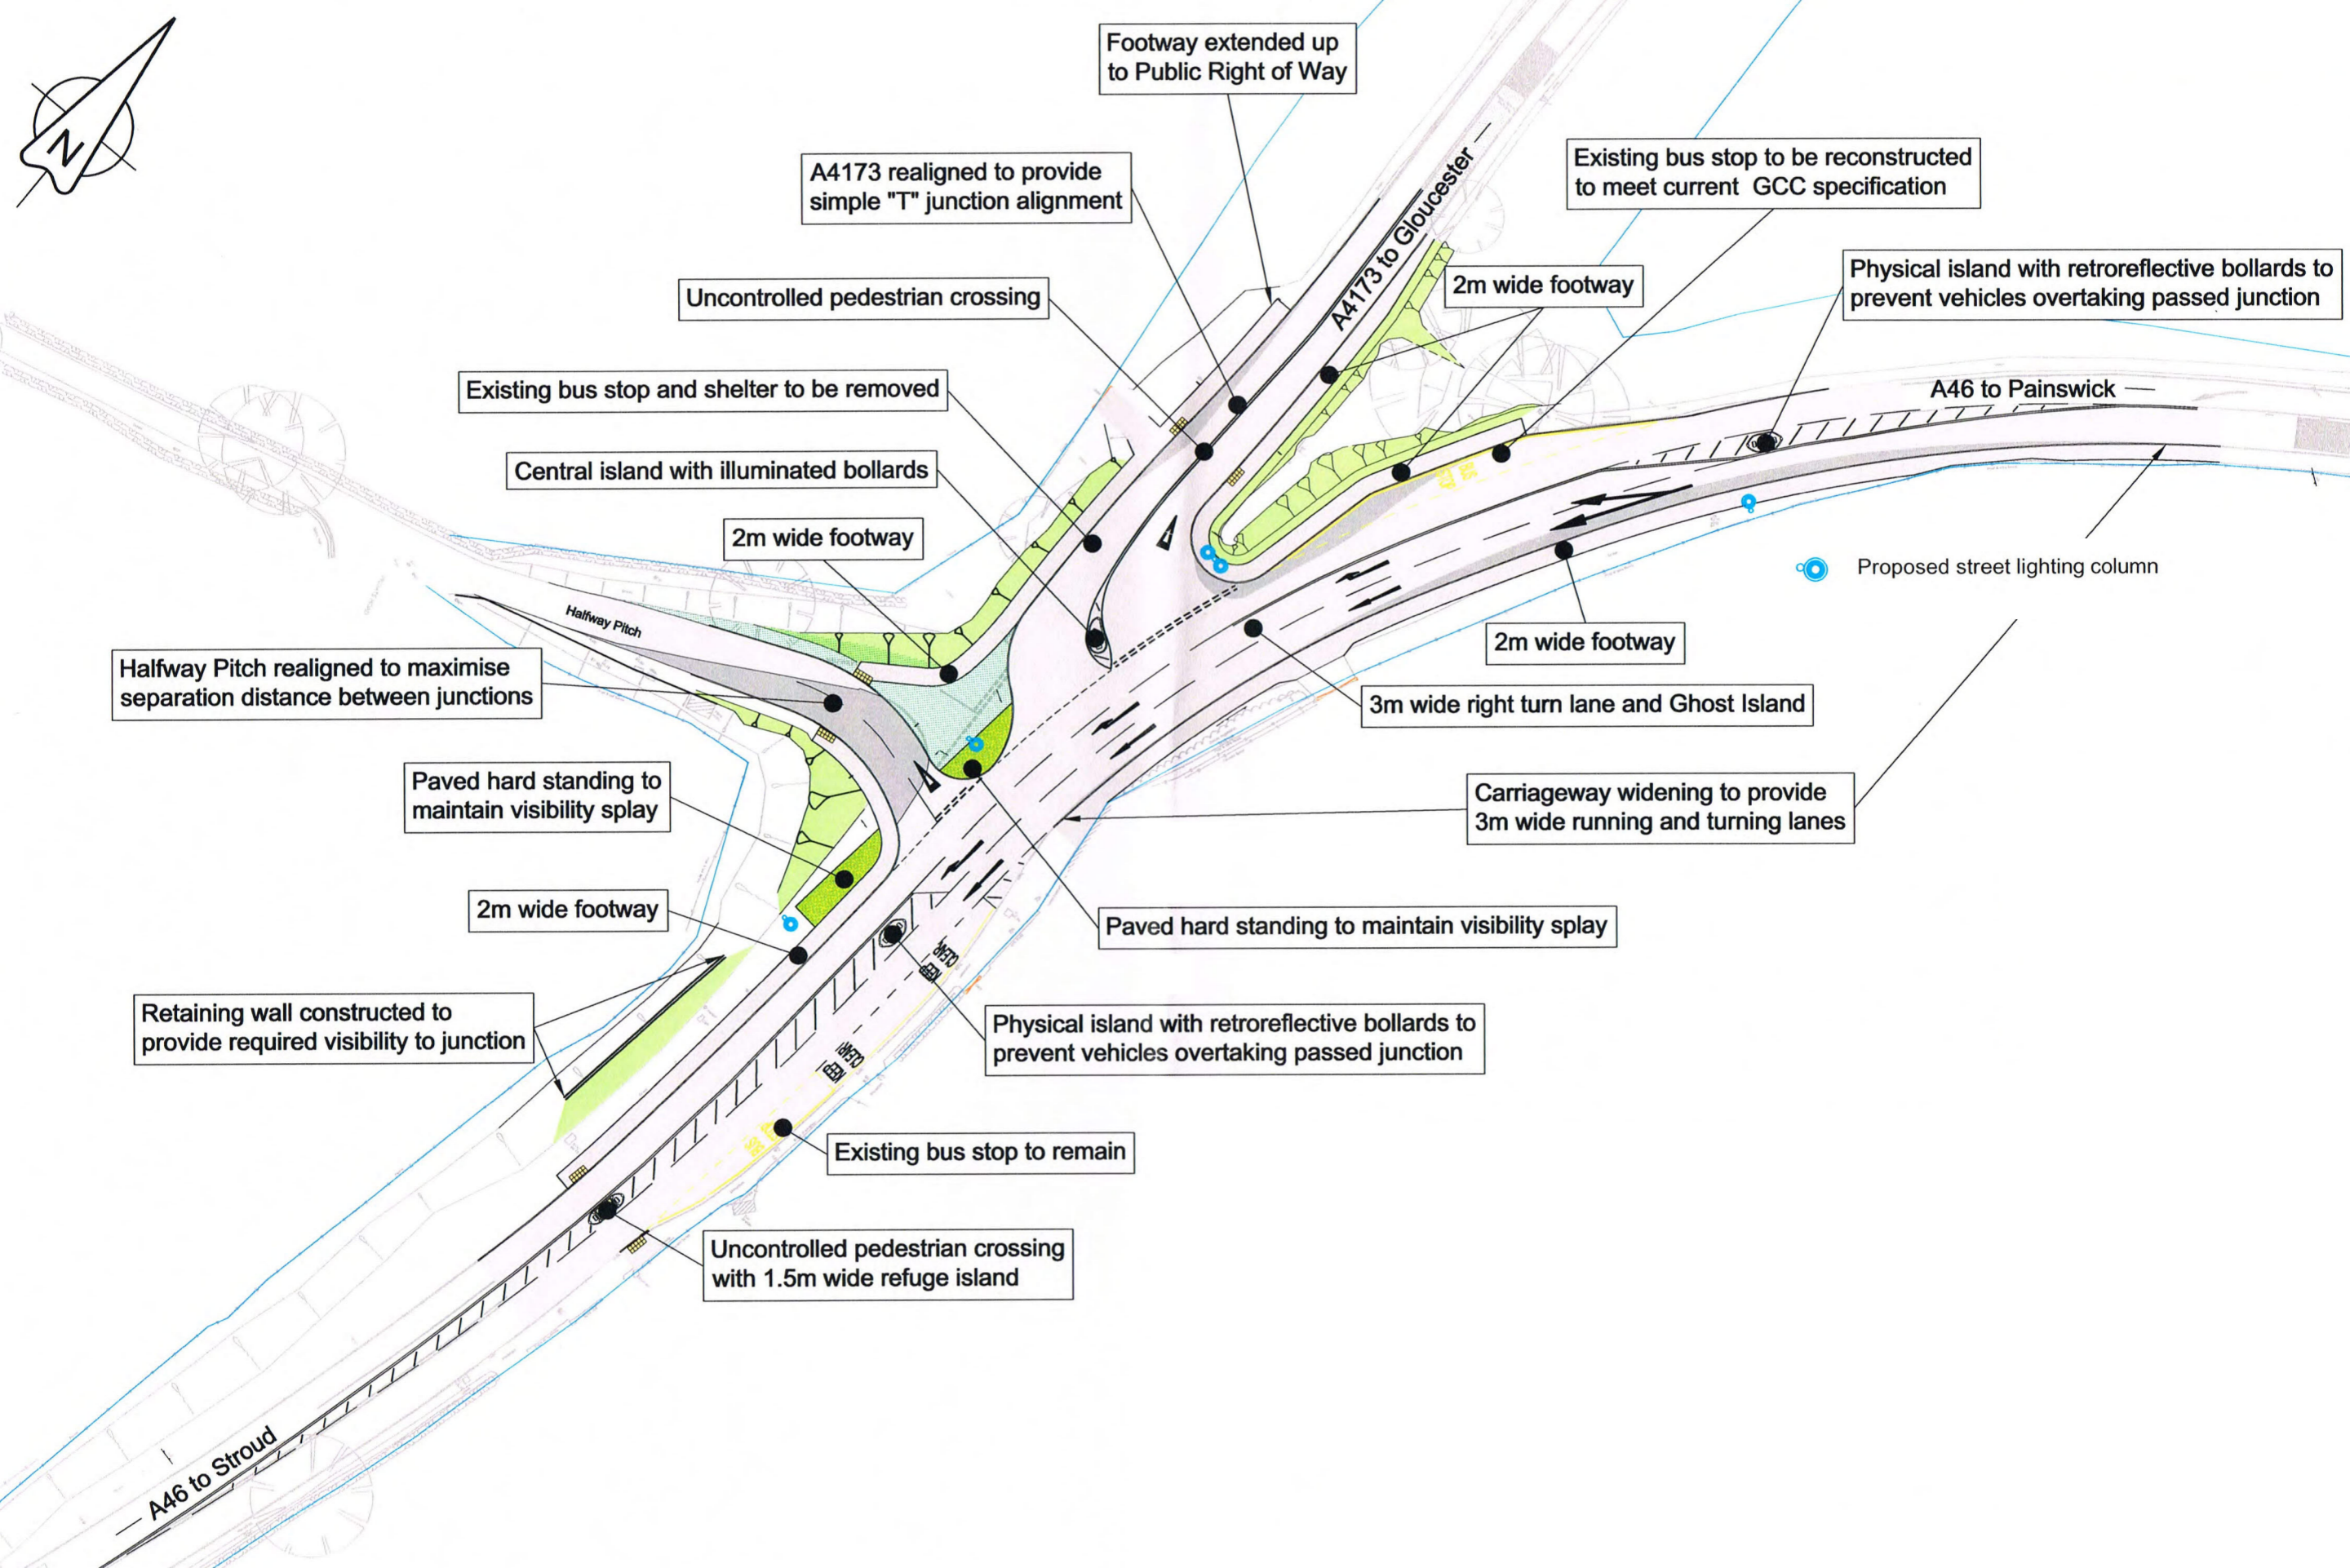 N
Footway extended up
to Public Right of Way
A4173 realigned to provide
simple "T" junction alignment
Existing bus stop to be reconstructed
to meet current GCC specification
A4173 to Gloucester
Uncontrolled pedestrian crossing
2m wide footway
Physical island with retroreflective bollards to
prevent vehicles overtaking passed junction
Existing bus stop and shelter to be removed
A46 to Painswick
Central island with illuminated bollards
2m wide footway
Proposed street lighting column
Halfway Pitch
2m wide footway
Halfway Pitch realigned to maximise
separation distance between junctions
3m wide right turn lane and Ghost Island
Paved hard standing to
maintain visibility splay
Carriageway widening to provide
3m wide running and turning lanes
2m wide footway
Paved hard standing to maintain visibility splay
KEEP
CLEAR
Retaining wall constructed to
provide required visibility to junction
Physical island with retroreflective bollards to
prevent vehicles overtaking passed junction
KEEP
CLEAR
Existing bus stop to remain
Uncontrolled pedestrian crossing
with 1.5m wide refuge island
A46 to Stroud